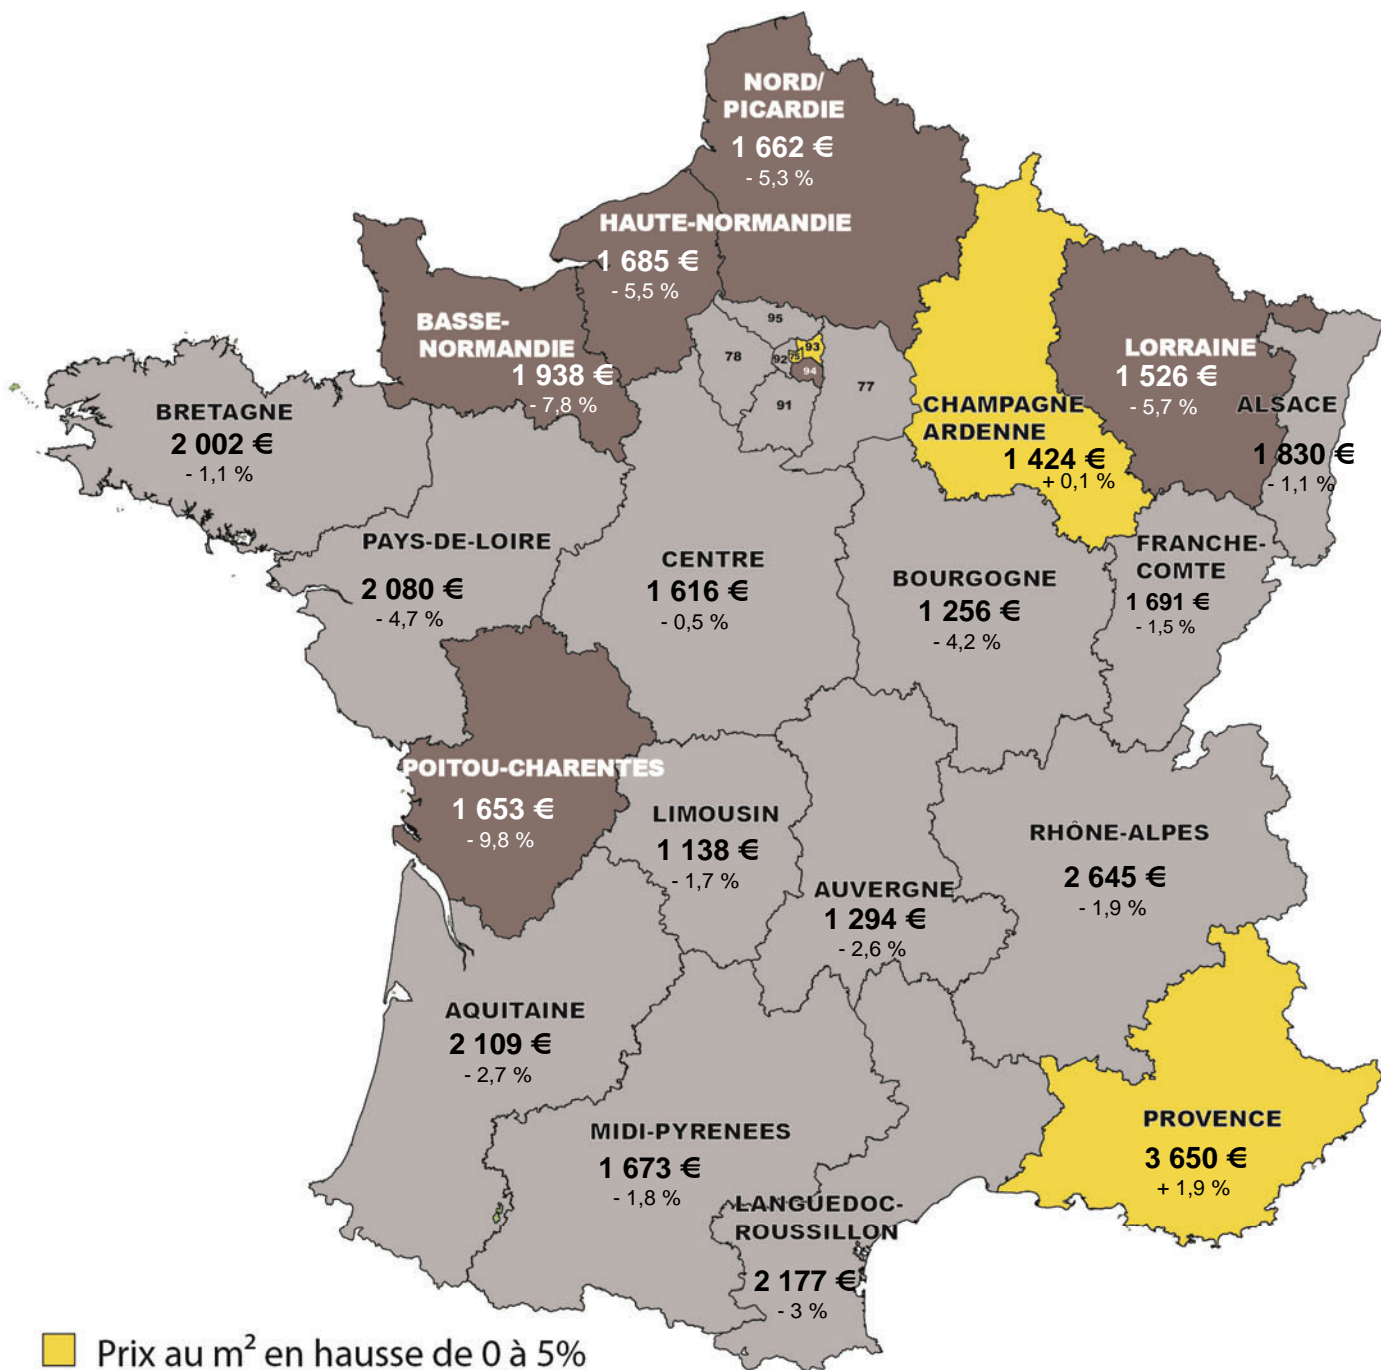 NORD/
PICARDIE
1 662 €
- 5,3 %
HAUTE-NORMANDIE
1 685 €
- 5,5 %
BASSE-
NORMANDIE
1 938 €
- 7,8 %
95
78
92
75
93
94
91
77
CHAMPAGNE
ARDENNE
1 424 €
+ 0,1 %
LORRAINE
1 526 €
- 5,7 %
ALSACE
1 830 €
- 1,1 %
BRETAGNE
2 002 €
- 1,1 %
PAYS-DE-LOIRE
2 080 €
- 4,7 %
CENTRE
1 616 €
- 0,5 %
BOURGOGNE
1 256 €
- 4,2 %
FRANCHE-
COMTE
1 691 €
- 1,5 %
POITOU-CHARENTES
1 653 €
- 9,8 %
LIMOUSIN
1 138 €
- 1,7 %
AUVERGNE
1 294 €
- 2,6 %
RHÔNE-ALPES
2 645 €
- 1,9 %
AQUITAINE
2 109 €
- 2,7 %
MIDI-PYRENEES
1 673 €
- 1,8 %
LANGUEDOC-
ROUSSILLON
2 177 €
- 3 %
PROVENCE
3 650 €
+ 1,9 %
Prix au m² en hausse de 0 à 5%